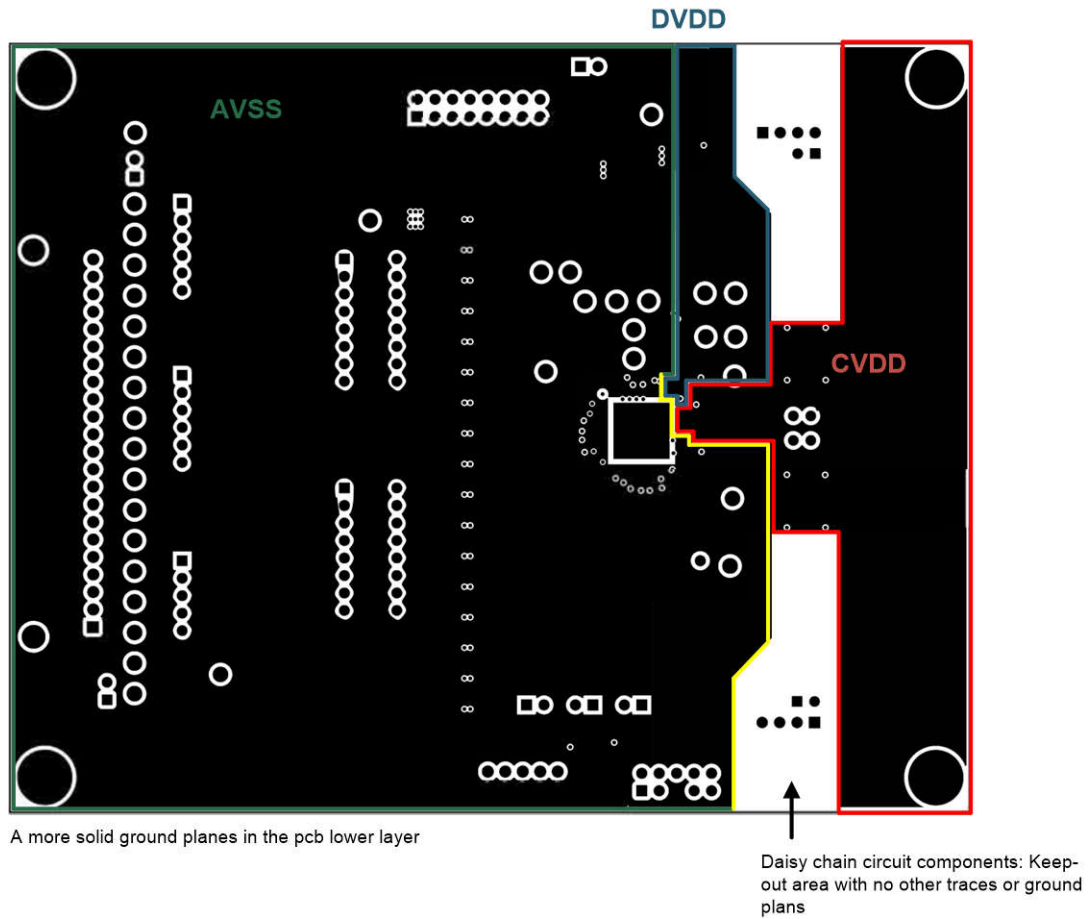 DVDD
AVSS
CVDD
A more solid ground planes in the pcb lower layer
Daisy chain circuit components: Keep-
out area with no other traces or ground
plans